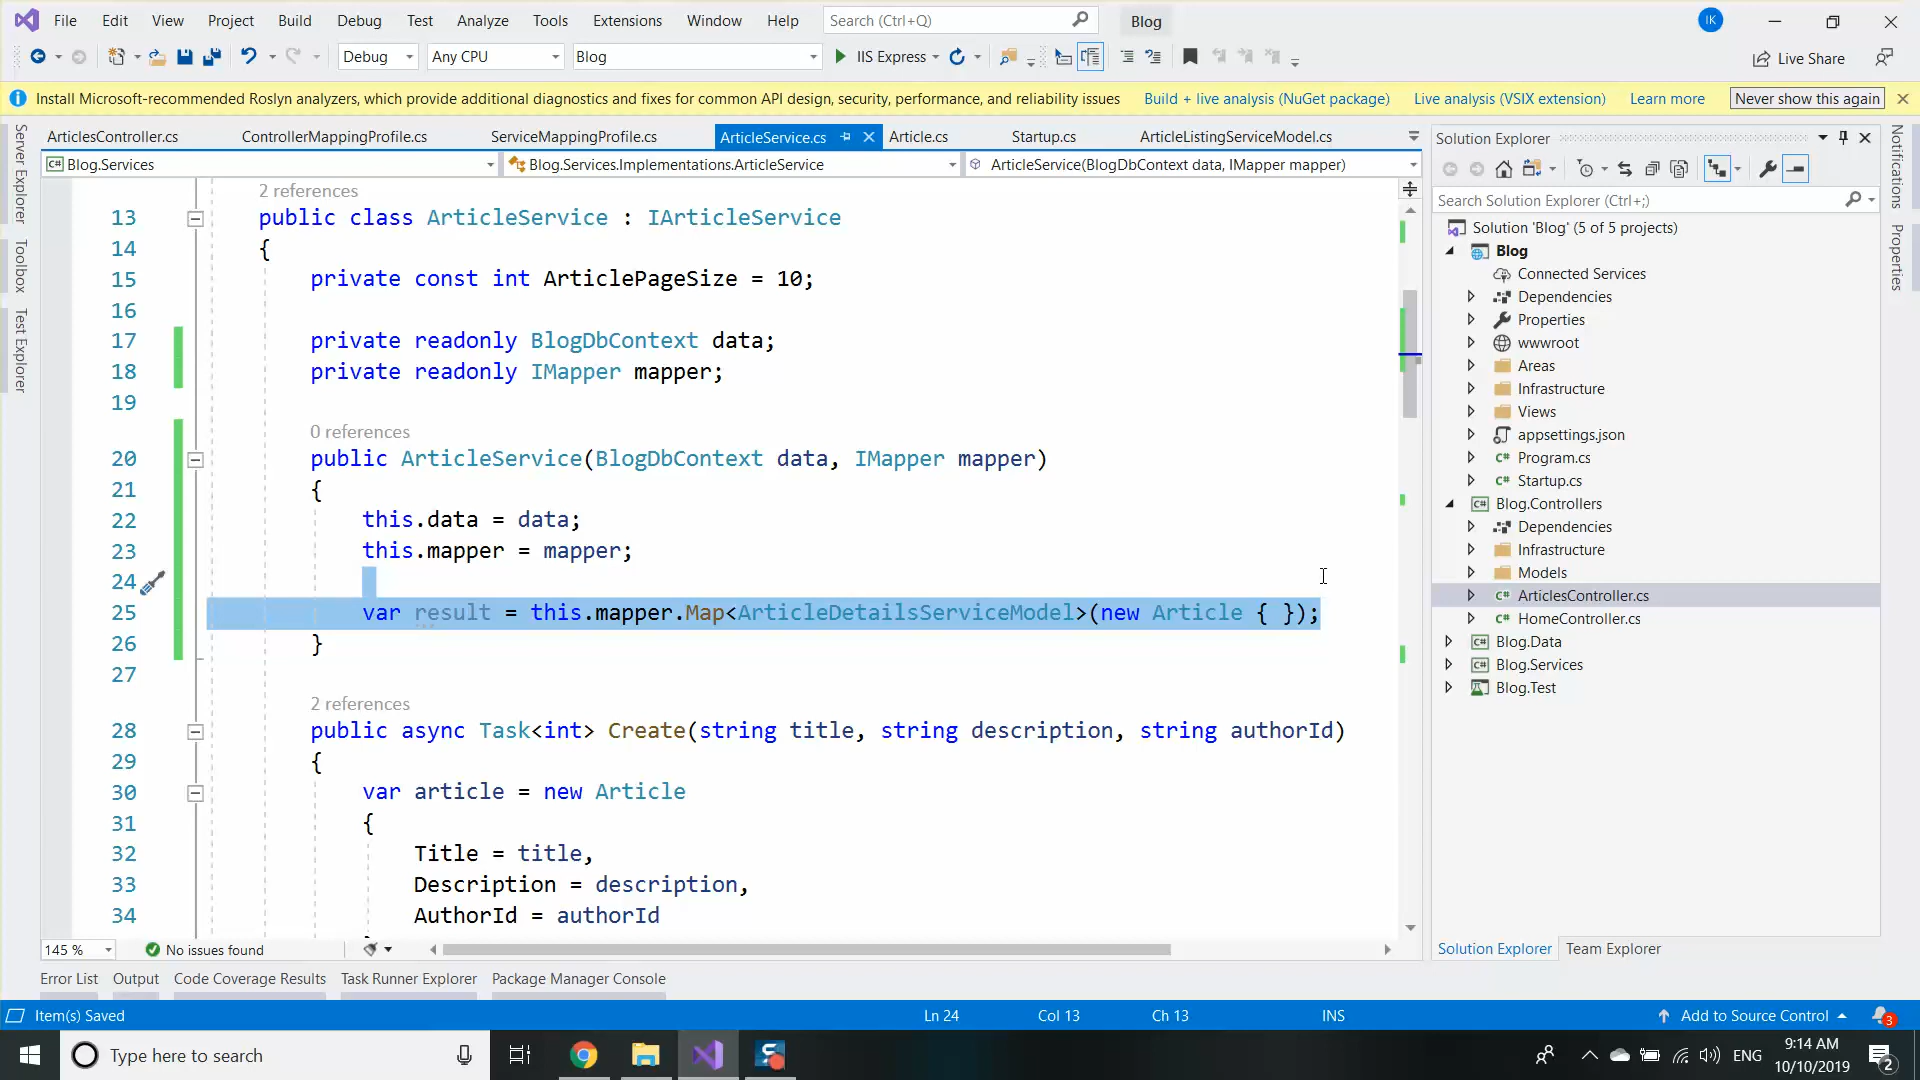 File Edit View Project Build Debug Test Analyze Tools Extensions Window Help Search (Ctrl+Q) Blog IK
Debug Any CPU Blog IIS Express Live Share
Install Microsoft-recommended Roslyn analyzers, which provide additional diagnostics and fixes for common API design, security, performance, and reliability issues Build + live analysis (NuGet package) Live analysis (VSIX extension) Learn more Never show this again
ArticlesController.cs ControllerMappingProfile.cs ServiceMappingProfile.cs ArticleService.cs Article.cs Startup.cs ArticleListingServiceModel.cs
C# Blog.Services Blog.Services.Implementations.ArticleService ArticleService(BlogDbContext data, IMapper mapper)
Server Explorer
Toolbox
Test Explorer
2 references
13 public class ArticleService : IArticleService
14 {
15 private const int ArticlePageSize = 10;
16
17 private readonly BlogDbContext data;
18 private readonly IMapper mapper;
19
0 references
20 public ArticleService(BlogDbContext data, IMapper mapper)
21 {
22 this.data = data;
23 this.mapper = mapper;
24
25 var result = this.mapper.Map<ArticleDetailsServiceModel>(new Article { });
26 }
27
2 references
28 public async Task<int> Create(string title, string description, string authorId)
29 {
30 var article = new Article
31 {
32 Title = title,
33 Description = description,
34 AuthorId = authorId
145 % No issues found
Solution Explorer
Search Solution Explorer (Ctrl+;)
Solution 'Blog' (5 of 5 projects)
Blog
Connected Services
Dependencies
Properties
wwwroot
Areas
Infrastructure
Views
appsettings.json
C# Program.cs
C# Startup.cs
C# Blog.Controllers
Dependencies
Infrastructure
Models
C# ArticlesController.cs
C# HomeController.cs
C# Blog.Data
C# Blog.Services
Blog.Test
Solution Explorer Team Explorer
Notifications
Properties
Error List Output Code Coverage Results Task Runner Explorer Package Manager Console
Item(s) Saved Ln 24 Col 13 Ch 13 INS Add to Source Control 3
Type here to search ENG 9:14 AM
10/10/2019 2